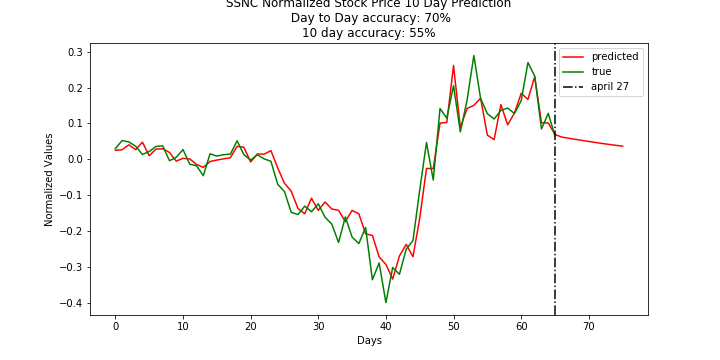 SSNC Normalized Stock Price 10 Day Prediction
Day to Day accuracy: 70%
10 day accuracy: 55%
predicted
true
april 27
Normalized Values
0.3
0.2
0.1
0.0
−0.1
−0.2
−0.3
−0.4
0 10 20 30 40 50 60 70
Days